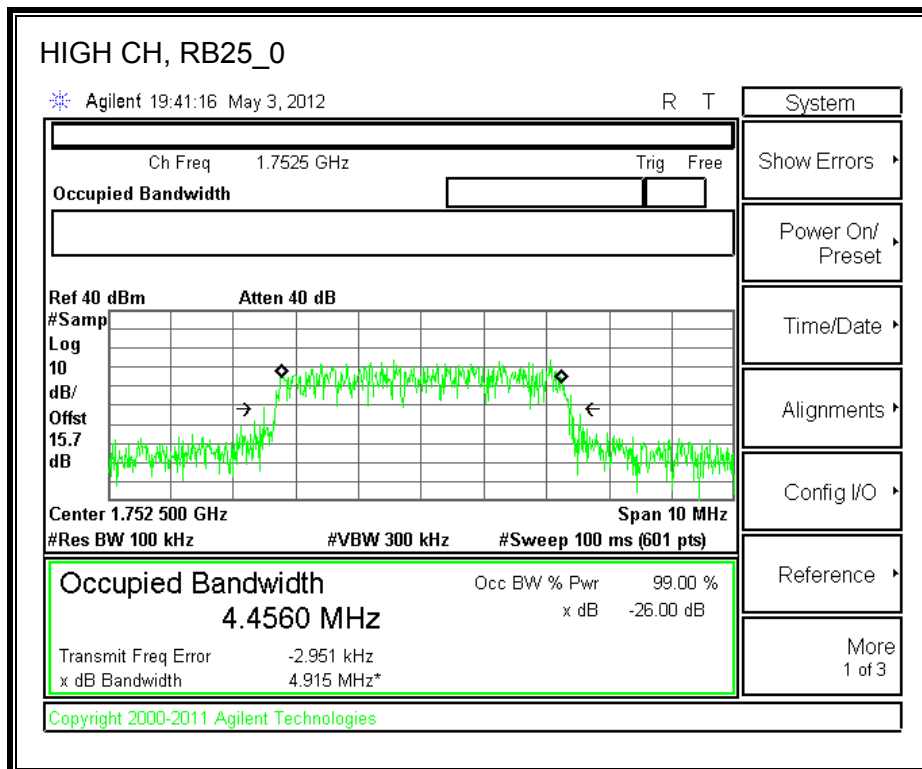 HIGH CH, RB25_0
Agilent 19:41:16 May 3, 2012 R T
System
Ch Freq 1.7525 GHz Trig Free
Occupied Bandwidth
Show Errors
Power On/
Preset
Time/Date
Alignments
Config I/O
Reference
More
1 of 3
Ref 40 dBm Atten 40 dB
#Samp
Log
10
dB/
Offst
15.7
dB
Center 1.752 500 GHz Span 10 MHz
#Res BW 100 kHz #VBW 300 kHz #Sweep 100 ms (601 pts)
Occupied Bandwidth Occ BW % Pwr 99.00 %
4.4560 MHz x dB -26.00 dB
Transmit Freq Error -2.951 kHz
x dB Bandwidth 4.915 MHz*
Copyright 2000-2011 Agilent Technologies